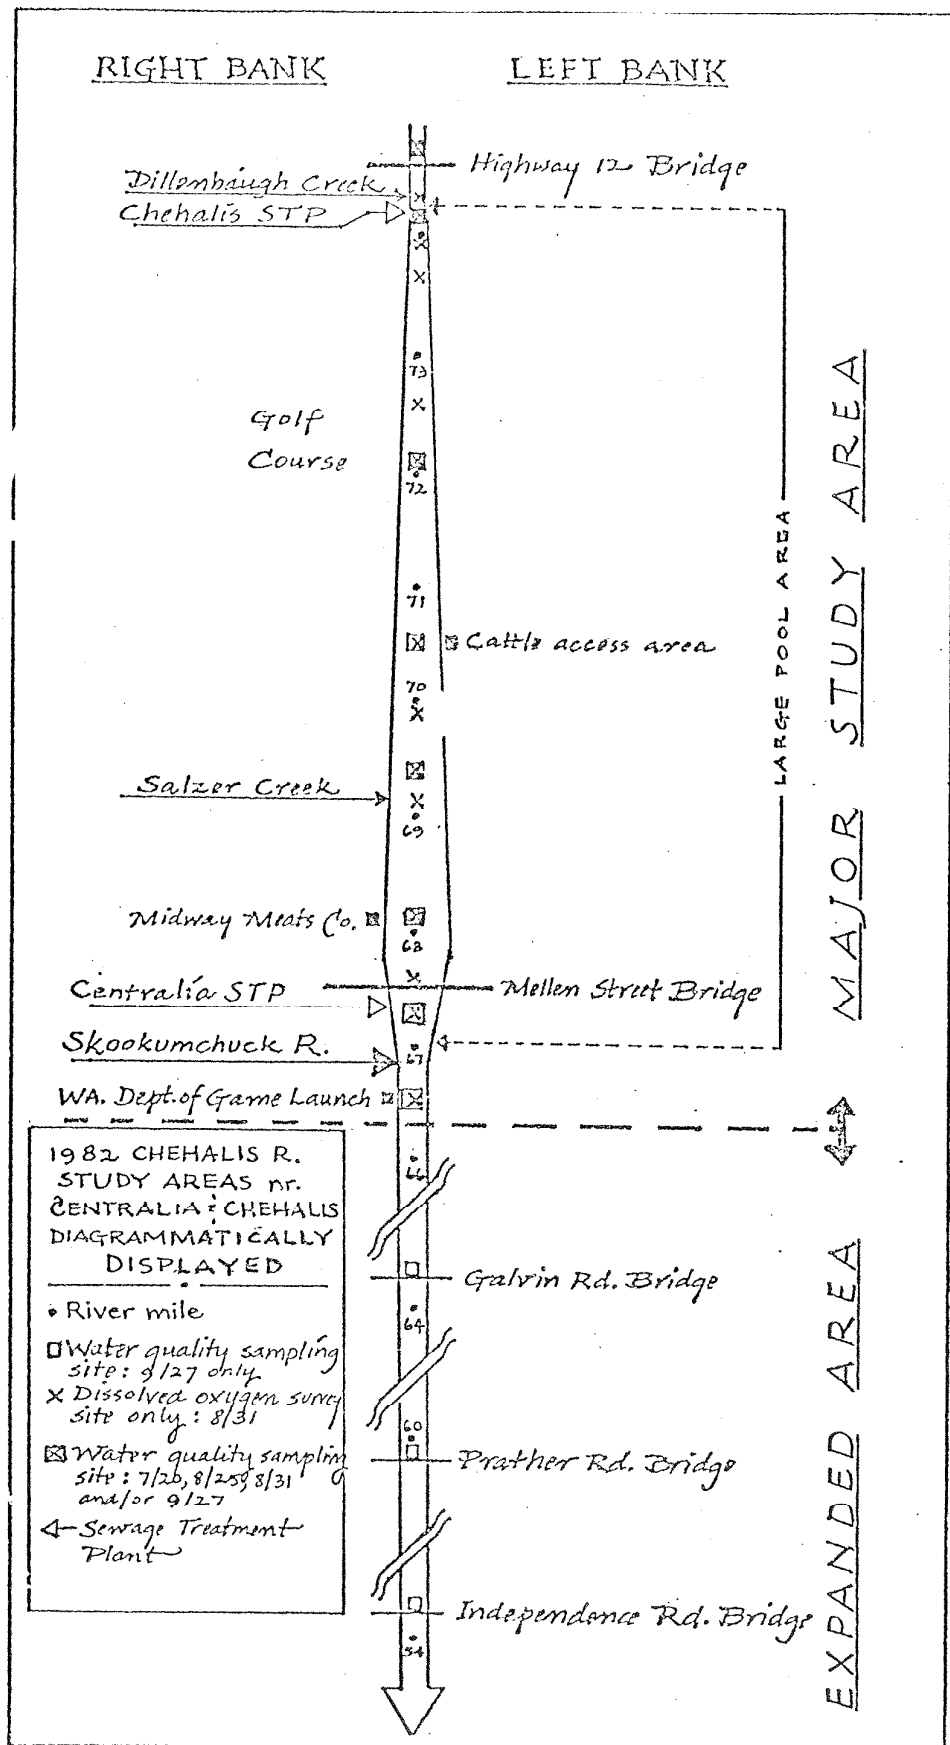 RIGHT BANK
LEFT BANK
Highway 12 Bridge
Dillenbaugh Creek
Chehalis STP
73
Golf
Course
72
71
Cattle access area
70
Salzer Creek
69
Midway Meats Co.
68
Centralia STP
Mellen Street Bridge
Skookumchuck R.
67
WA. Dept. of Game Launch
LARGE POOL AREA
MAJOR STUDY AREA
66
Galvin Rd. Bridge
64
60
Prather Rd. Bridge
Independence Rd. Bridge
54
EXPANDED AREA
1982 CHEHALIS R.
STUDY AREAS nr.
CENTRALIA & CHEHALIS
DIAGRAMMATICALLY
DISPLAYED
River mile
Water quality sampling
site: 9/27 only
X Dissolved oxygen survey
site only: 8/31
Water quality sampling
site: 7/20, 8/25, 8/31
and/or 9/27
Sewage Treatment
Plant